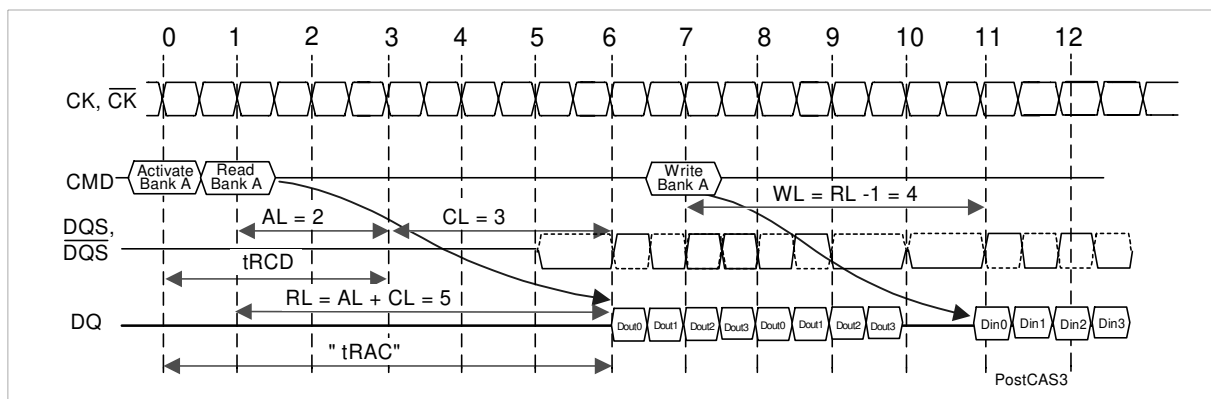 0 1 2 3 4 5 6 7 8 9 10 11 12
CK, CK
Activate Bank A
Read Bank A
Write Bank A
CMD
WL = RL -1 = 4
AL = 2
CL = 3
DQS,
DQS
tRCD
RL = AL + CL = 5
DQ
Dout0 Dout1 Dout2 Dout3 Dout0 Dout1 Dout2 Dout3
Din0 Din1 Din2 Din3
" tRAC"
PostCAS3